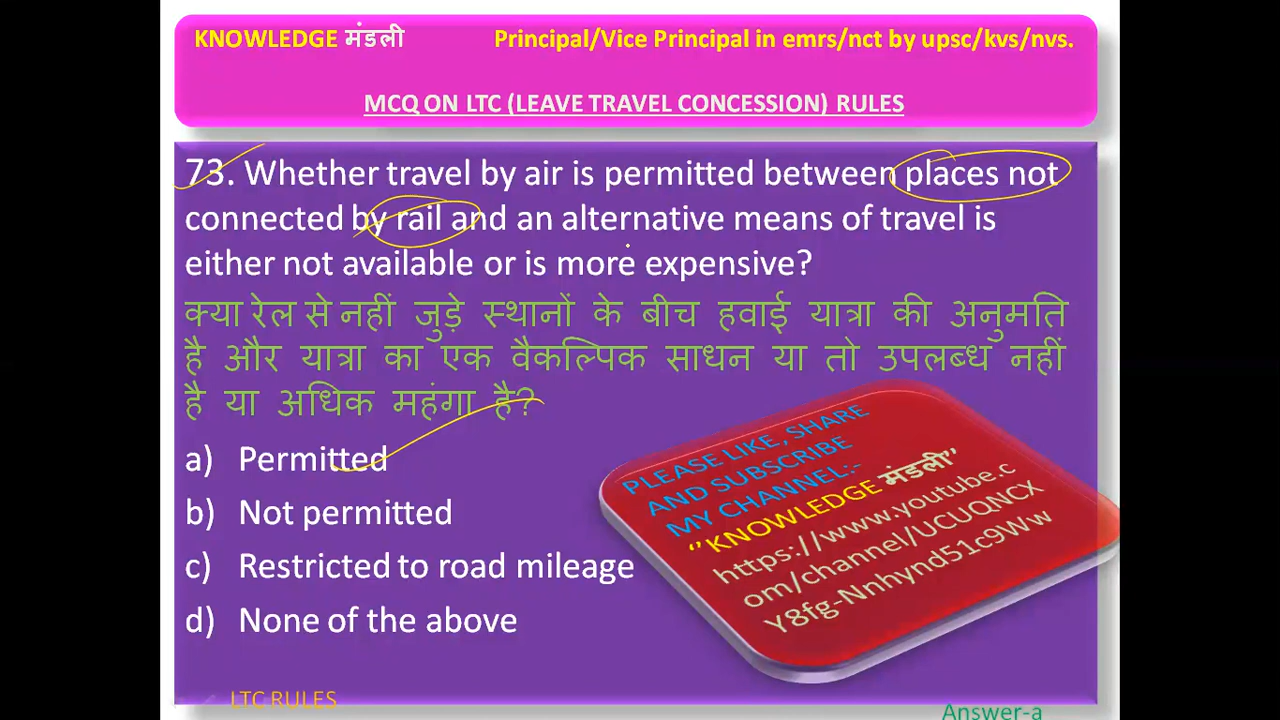 KNOWLEDGE मंडली Principal/Vice Principal in emrs/nct by upsc/kvs/nvs.
MCQ ON LTC (LEAVE TRAVEL CONCESSION) RULES
73. Whether travel by air is permitted between places not
connected by rail and an alternative means of travel is
either not available or is more expensive?
क्या रेल से नहीं जुड़े स्थानों के बीच हवाई यात्रा की अनुमति
है और यात्रा का एक वैकल्पिक साधन या तो उपलब्ध नहीं
है या अधिक महंगा है?
a) Permitted
b) Not permitted
c) Restricted to road mileage
d) None of the above
PLEASE LIKE, SHARE
AND SUBSCRIBE
MY CHANNEL:-
‘’KNOWLEDGE मंडली”
https://www.youtube.c
om/channel/UCUQNCX
Y8fg-Nnhynd51c9Ww
LTC RULES
Answer-a